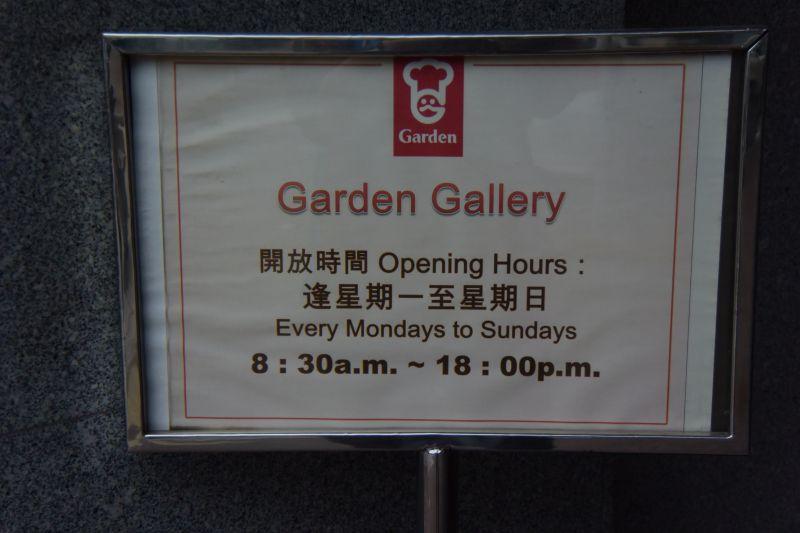 Garden
Garden Gallery
開放時間 Opening Hours :
逢星期一至星期日
Every Mondays to Sundays
8 : 30a.m. ~ 18 : 00p.m.